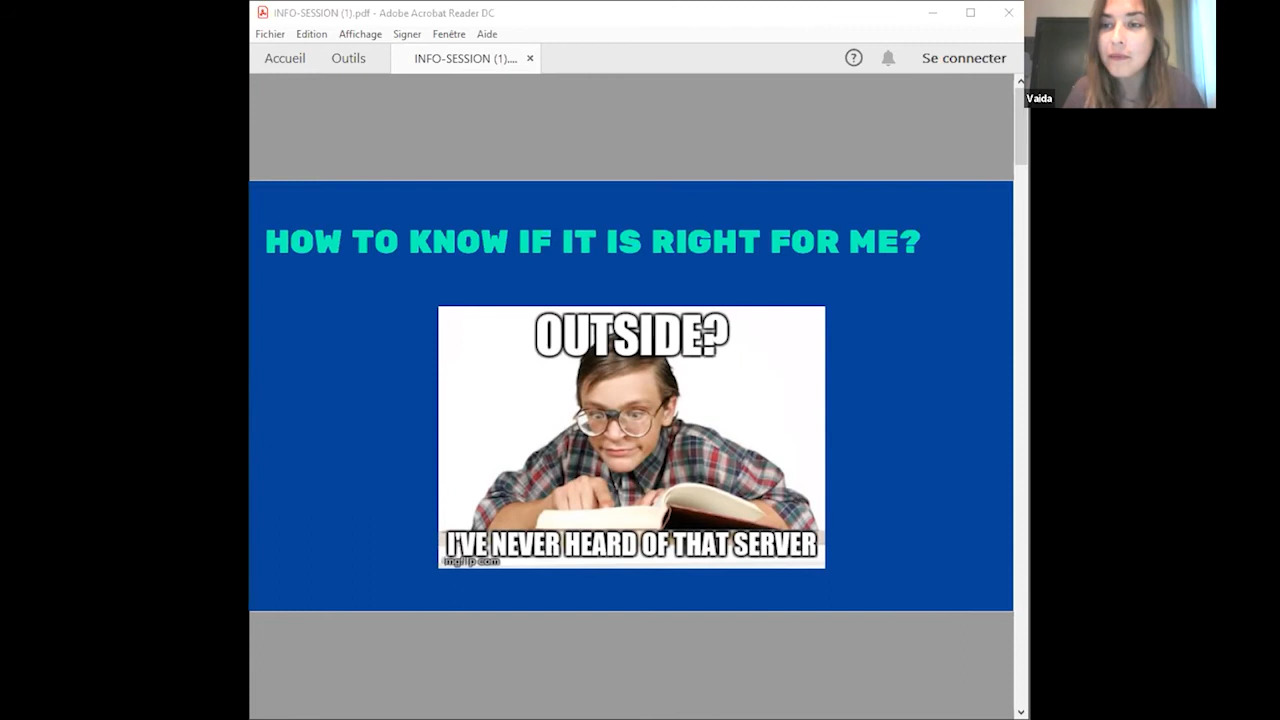 INFO-SESSION (1).pdf - Adobe Acrobat Reader DC
Fichier Edition Affichage Signer Fenêtre Aide
Accueil Outils INFO-SESSION (1).... × ? Se connecter
Vaida
HOW TO KNOW IF IT IS RIGHT FOR ME?
OUTSIDE?
I'VE NEVER HEARD OF THAT SERVER
imgflip.com